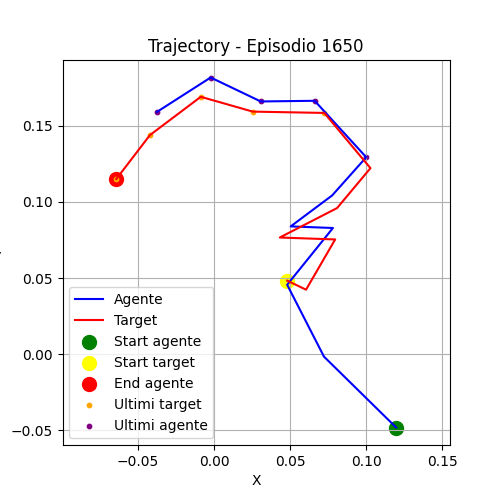 Trajectory - Episodio 1650
0.15
0.10
0.05
0.00
−0.05
−0.05
0.00
0.05
0.10
0.15
X
Agente
Target
Start agente
Start target
End agente
Ultimi target
Ultimi agente